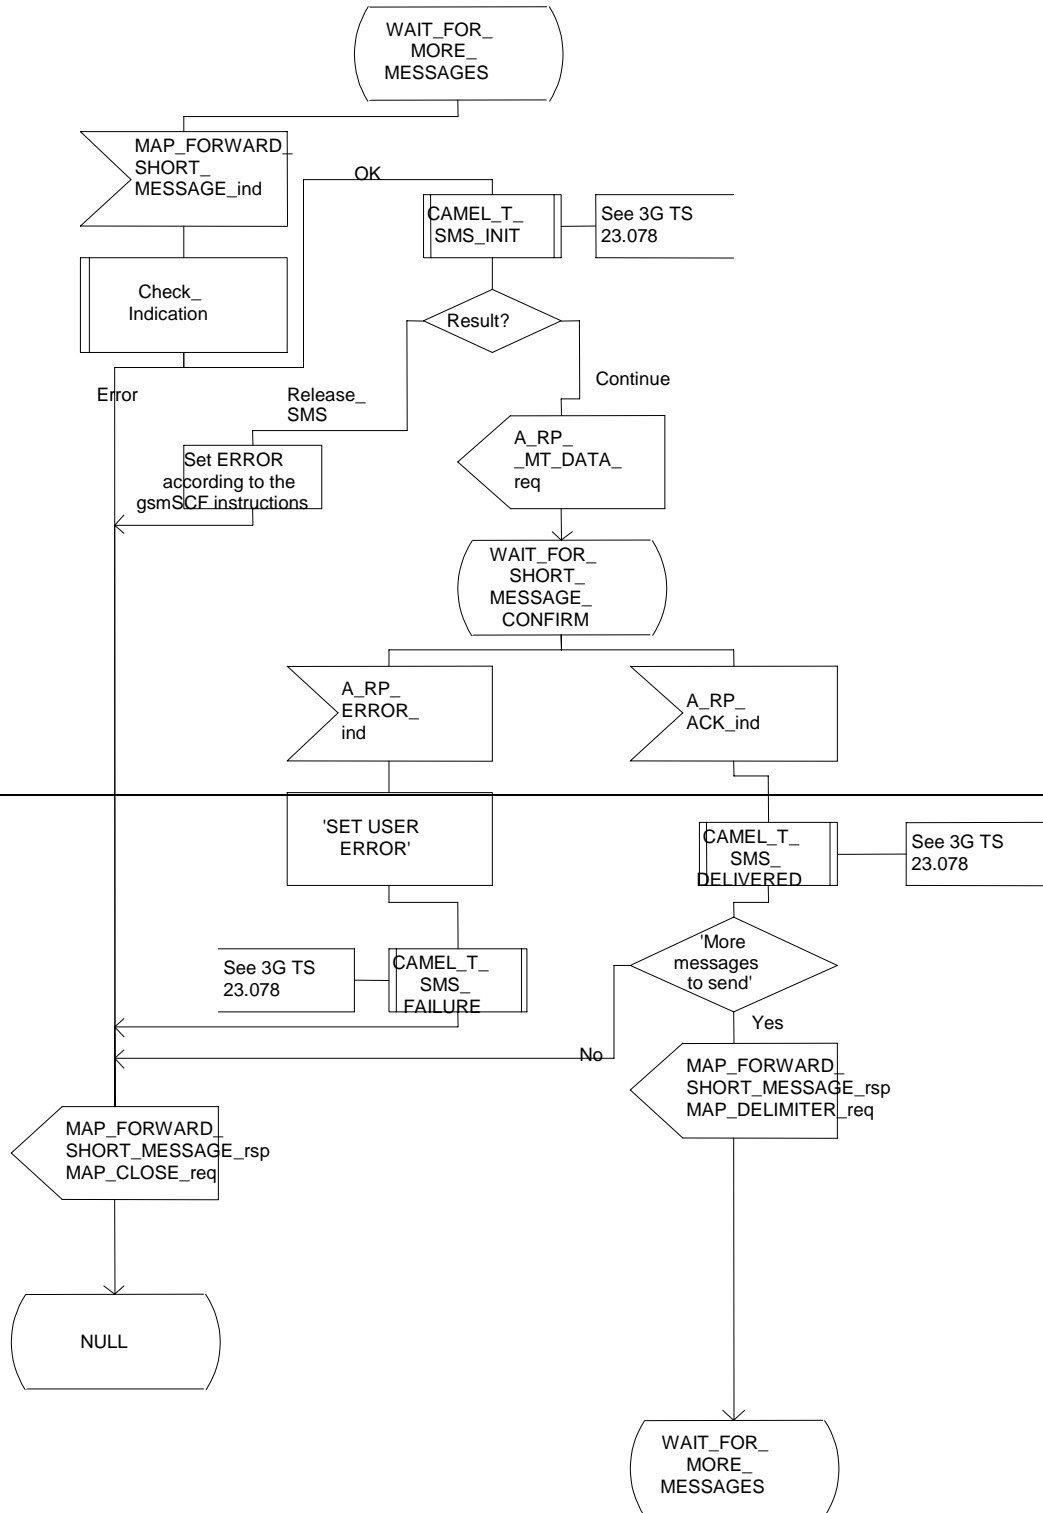 WAIT_FOR_
MORE_
MESSAGES
MAP_FORWARD_
SHORT_
MESSAGE_ind
OK
CAMEL_T_
SMS_INIT
See 3G TS
23.078
Check_
Indication
Result?
Error
Release_
SMS
Continue
Set ERROR
according to the
gsmSCF instructions
A_RP_
_MT_DATA_
req
WAIT_FOR_
SHORT_
MESSAGE_
CONFIRM
A_RP_
ERROR_
ind
A_RP_
ACK_ind
'SET USER
ERROR'
CAMEL_T_
SMS_
DELIVERED
See 3G TS
23.078
See 3G TS
23.078
CAMEL_T_
SMS_
FAILURE
'More
messages
to send'
Yes
No
MAP_FORWARD_
SHORT_MESSAGE_rsp
MAP_DELIMITER_req
MAP_FORWARD_
SHORT_MESSAGE_rsp
MAP_CLOSE_req
NULL
WAIT_FOR_
MORE_
MESSAGES